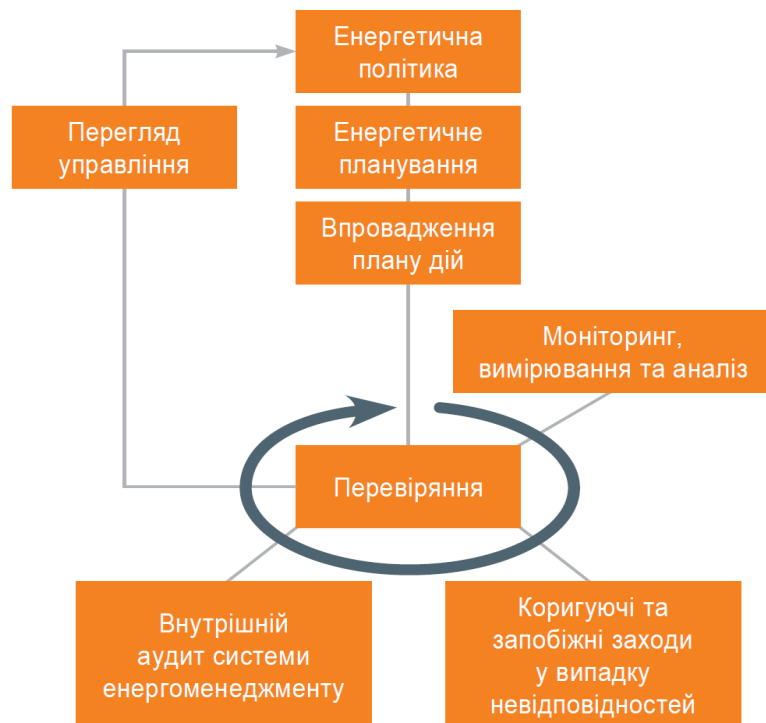 Енергетична
політика
Перегляд
управління
Енергетичне
планування
Впровадження
плану дій
Моніторинг,
вимірювання та аналіз
Перевіряння
Внутрішній
аудит системи
енергоменеджменту
Коригуючі та
запобіжні заходи
у випадку
невідповідностей